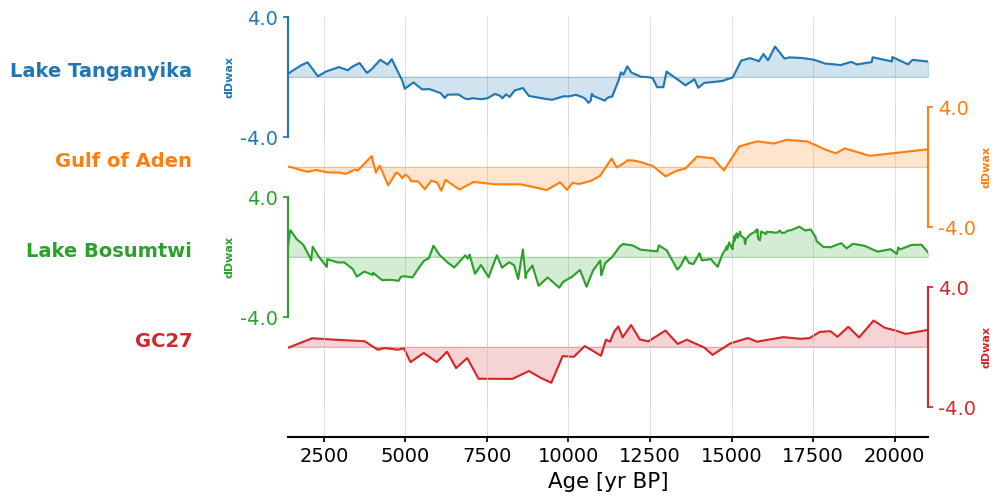 4.0
Lake Tanganyika
dDwax
-4.0
4.0
Gulf of Aden
dDwax
-4.0
4.0
Lake Bosumtwi
dDwax
-4.0
4.0
GC27
dDwax
-4.0
2500 5000 7500 10000 12500 15000 17500 20000
Age [yr BP]